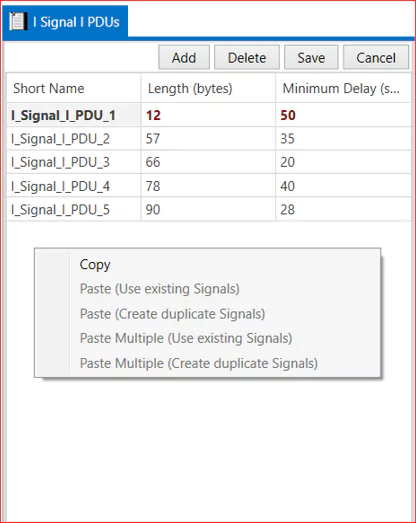 I Signal I PDUs
Add Delete Save Cancel
Short Name Length (bytes) Minimum Delay (s...
I_Signal_I_PDU_1 12 50
I_Signal_I_PDU_2 57 35
I_Signal_I_PDU_3 66 20
I_Signal_I_PDU_4 78 40
I_Signal_I_PDU_5 90 28
Copy
Paste (Use existing Signals)
Paste (Create duplicate Signals)
Paste Multiple (Use existing Signals)
Paste Multiple (Create duplicate Signals)